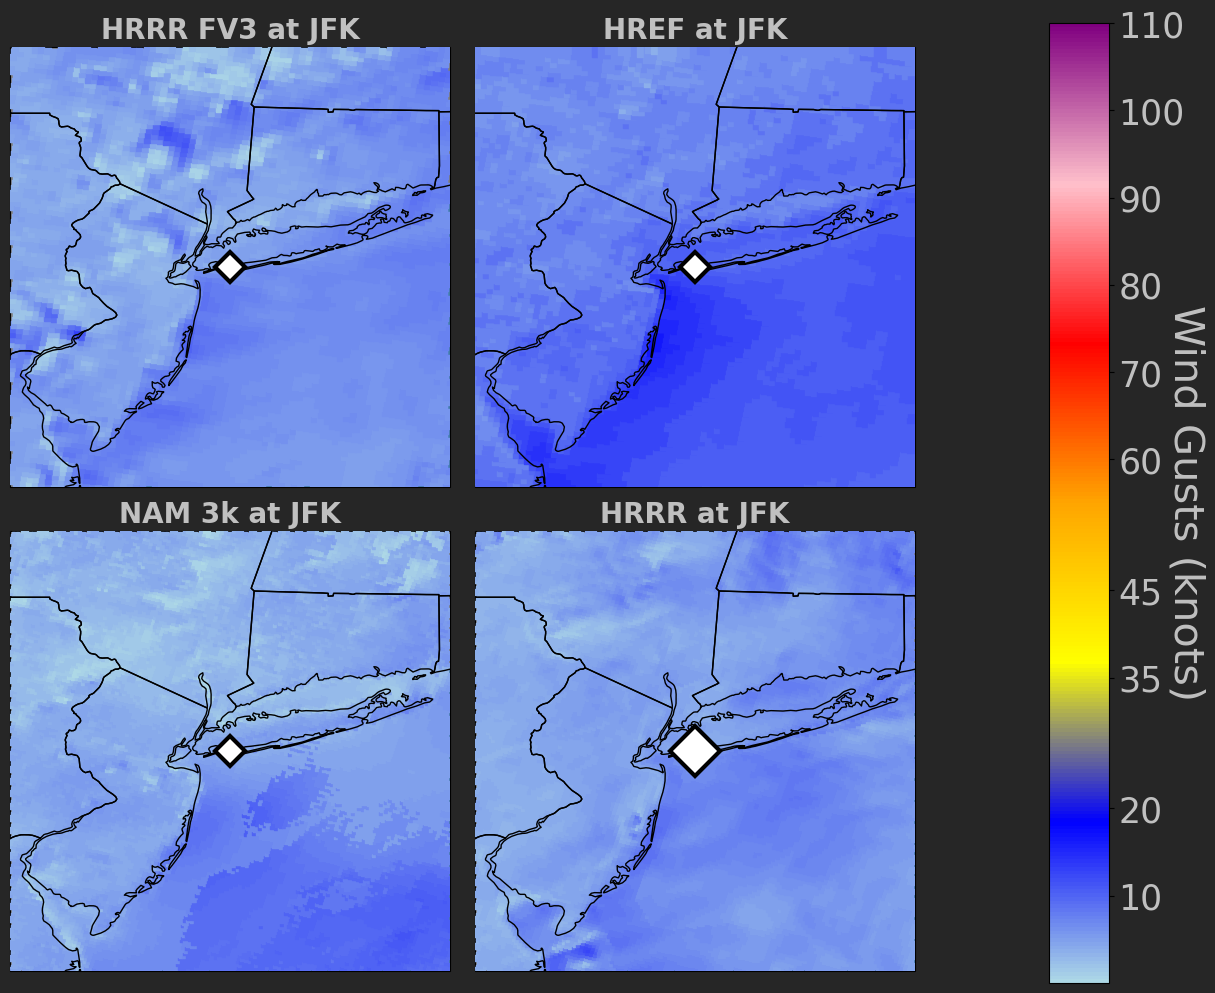 HRRR FV3 at JFK
HREF at JFK
NAM 3k at JFK
HRRR at JFK
110
100
90
80
70
60
45
35
20
10
Wind Gusts (knots)